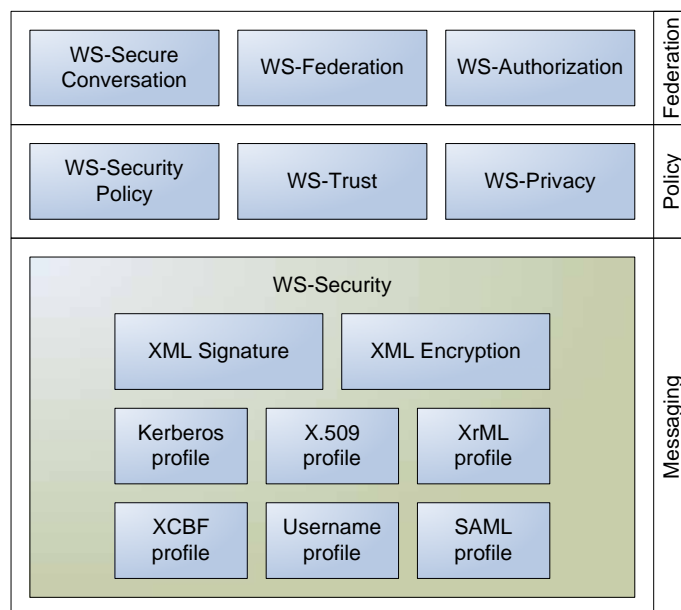 WS-Secure
Conversation
WS-Federation
WS-Authorization
Federation
WS-Security
Policy
WS-Trust
WS-Privacy
Policy
WS-Security
XML Signature
XML Encryption
Kerberos
profile
X.509
profile
XrML
profile
XCBF
profile
Username
profile
SAML
profile
Messaging